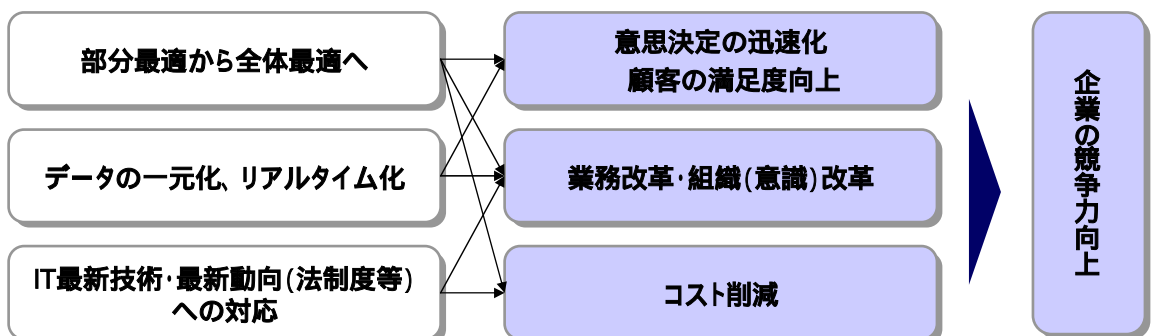 部分最適から全体最適へ
意思決定の迅速化
顧客の満足度向上
データの一元化、リアルタイム化
業務改革・組織(意識)改革
IT最新技術・最新動向(法制度等)
への対応
コスト削減
企業の競争力向上